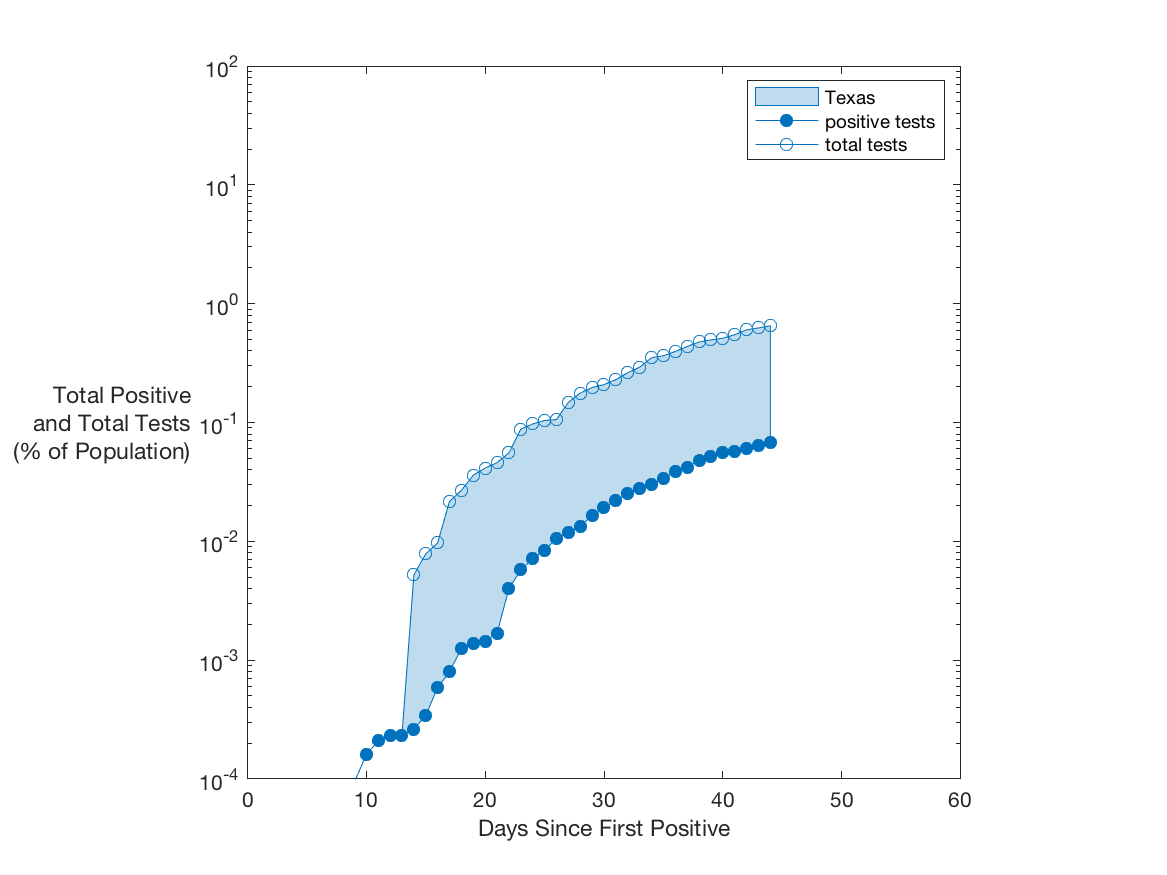 10^2
10^1
10^0
10^-1
10^-2
10^-3
10^-4
Total Positive
and Total Tests
(% of Population)
Texas
positive tests
total tests
0 10 20 30 40 50 60
Days Since First Positive